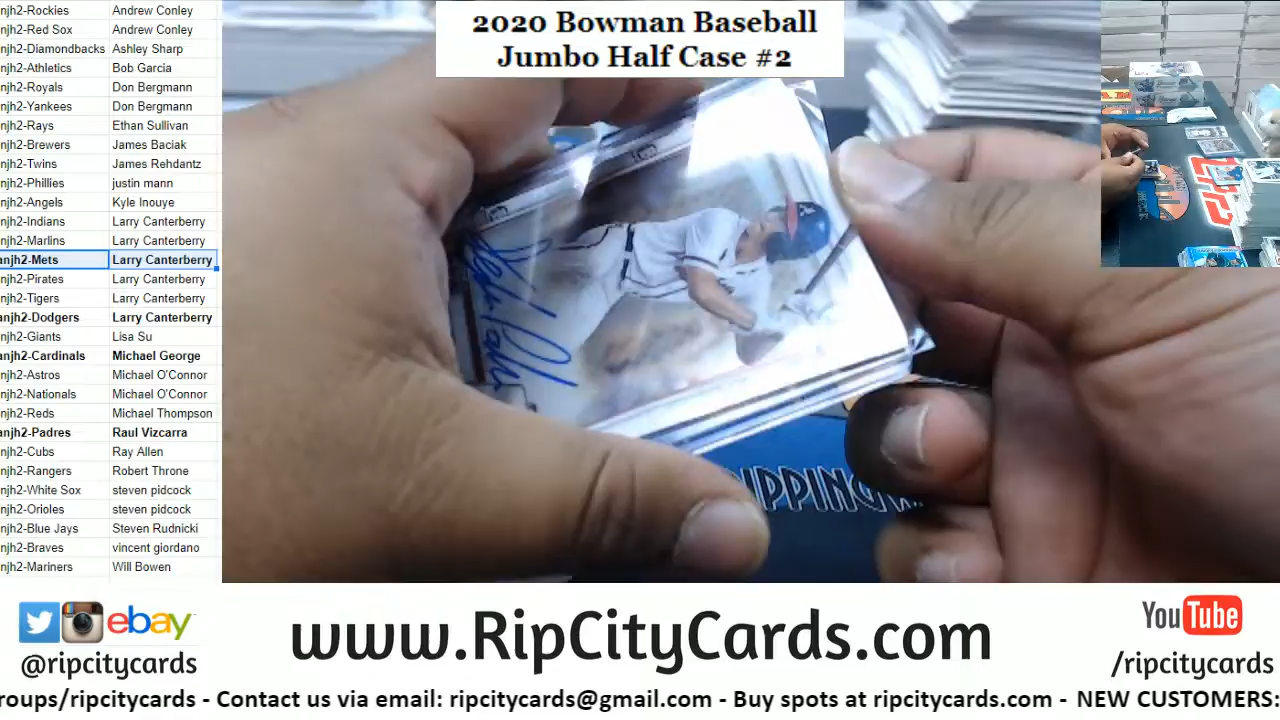 2020 Bowman Baseball
Jumbo Half Case #2
njh2-Rockies Andrew Conley
njh2-Red Sox Andrew Conley
njh2-Diamondbacks Ashley Sharp
njh2-Athletics Bob Garcia
njh2-Royals Don Bergmann
njh2-Yankees Don Bergmann
njh2-Rays Ethan Sullivan
njh2-Brewers James Baciak
njh2-Twins James Rehdantz
njh2-Phillies justin mann
njh2-Angels Kyle Inouye
njh2-Indians Larry Canterberry
njh2-Marlins Larry Canterberry
anjh2-Mets Larry Canterberry
njh2-Pirates Larry Canterberry
njh2-Tigers Larry Canterberry
anjh2-Dodgers Larry Canterberry
njh2-Giants Lisa Su
anjh2-Cardinals Michael George
njh2-Astros Michael O'Connor
njh2-Nationals Michael O'Connor
njh2-Reds Michael Thompson
anjh2-Padres Raul Vizcarra
njh2-Cubs Ray Allen
njh2-Rangers Robert Throne
njh2-White Sox steven pidcock
njh2-Orioles steven pidcock
njh2-Blue Jays Steven Rudnicki
njh2-Braves vincent giordano
njh2-Mariners Will Bowen
RIPPING
ebay
@ripcitycards
www.RipCityCards.com
YouTube
/ripcitycards
roups/ripcitycards - Contact us via email: ripcitycards@gmail.com - Buy spots at ripcitycards.com - NEW CUSTOMERS: